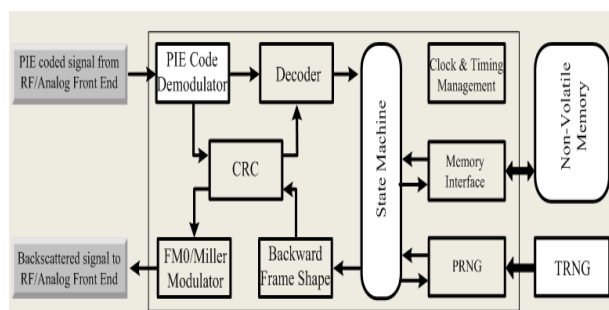 PIE coded signal from
RF/Analog Front End
PIE Code
Demodulator
Decoder
State Machine
Clock & Timing
Management
Non-Volatile
Memory
CRC
Memory
Interface
Backscattered signal to
RF/Analog Front End
FM0/Miller
Modulator
Backward
Frame Shape
PRNG
TRNG